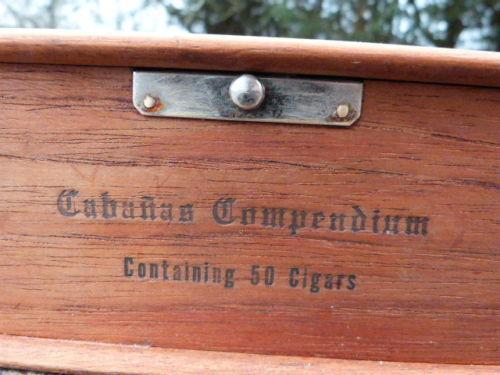 Cabañas Compendium
Containing 50 Cigars